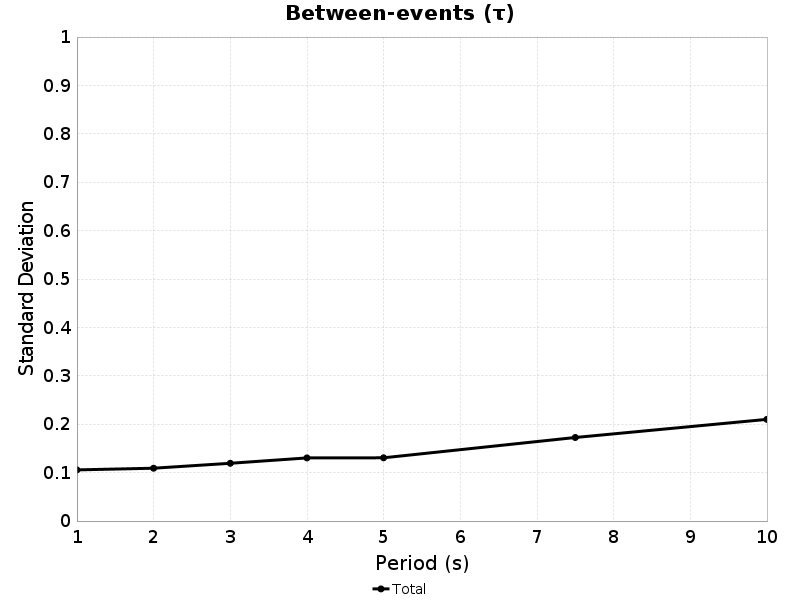 Between-events (τ)
1
0.9
0.8
0.7
0.6
0.5
0.4
0.3
0.2
0.1
0
Standard Deviation
1 2 3 4 5 6 7 8 9 10
Period (s)
Total